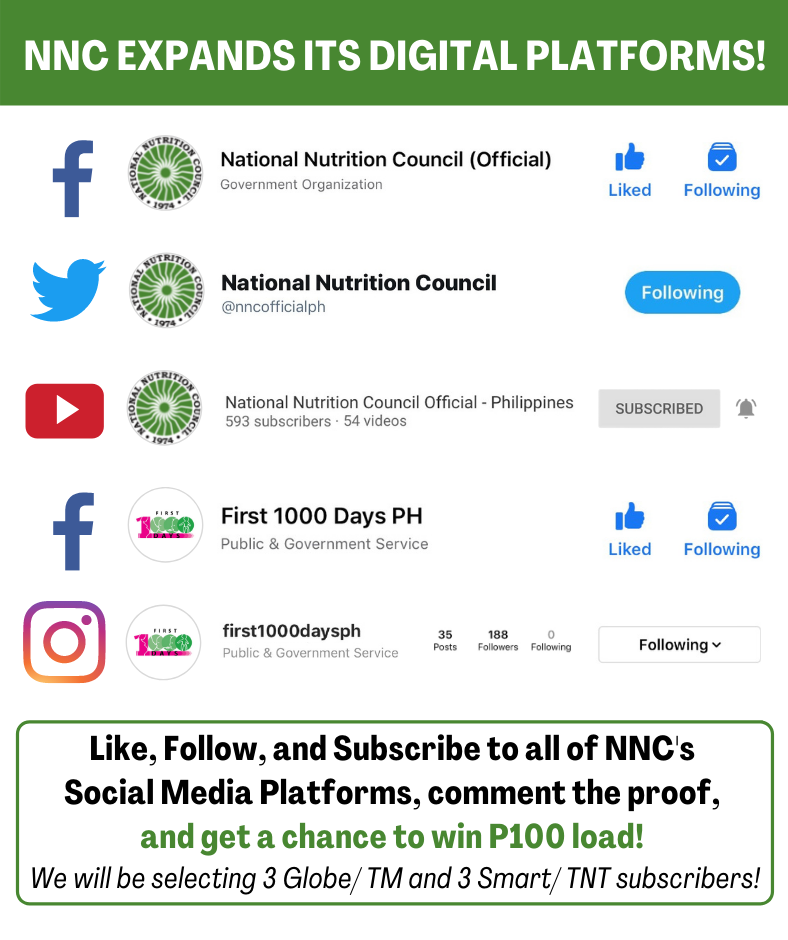 NNC EXPANDS ITS DIGITAL PLATFORMS!
NATIONAL NUTRITION COUNCIL
• 1974 •
National Nutrition Council (Official)
Government Organization
Liked
Following
NATIONAL NUTRITION COUNCIL
• 1974 •
National Nutrition Council
@nncofficialph
Following
NATIONAL NUTRITION COUNCIL
• 1974 •
National Nutrition Council Official - Philippines
593 subscribers · 54 videos
SUBSCRIBED
FIRST
1000
DAYS
First 1000 Days PH
Public & Government Service
Liked
Following
FIRST
1000
DAYS
first1000daysph
Public & Government Service
35
Posts
188
Followers
0
Following
Following
Like, Follow, and Subscribe to all of NNC's
Social Media Platforms, comment the proof,
and get a chance to win P100 load!
We will be selecting 3 Globe/ TM and 3 Smart/ TNT subscribers!